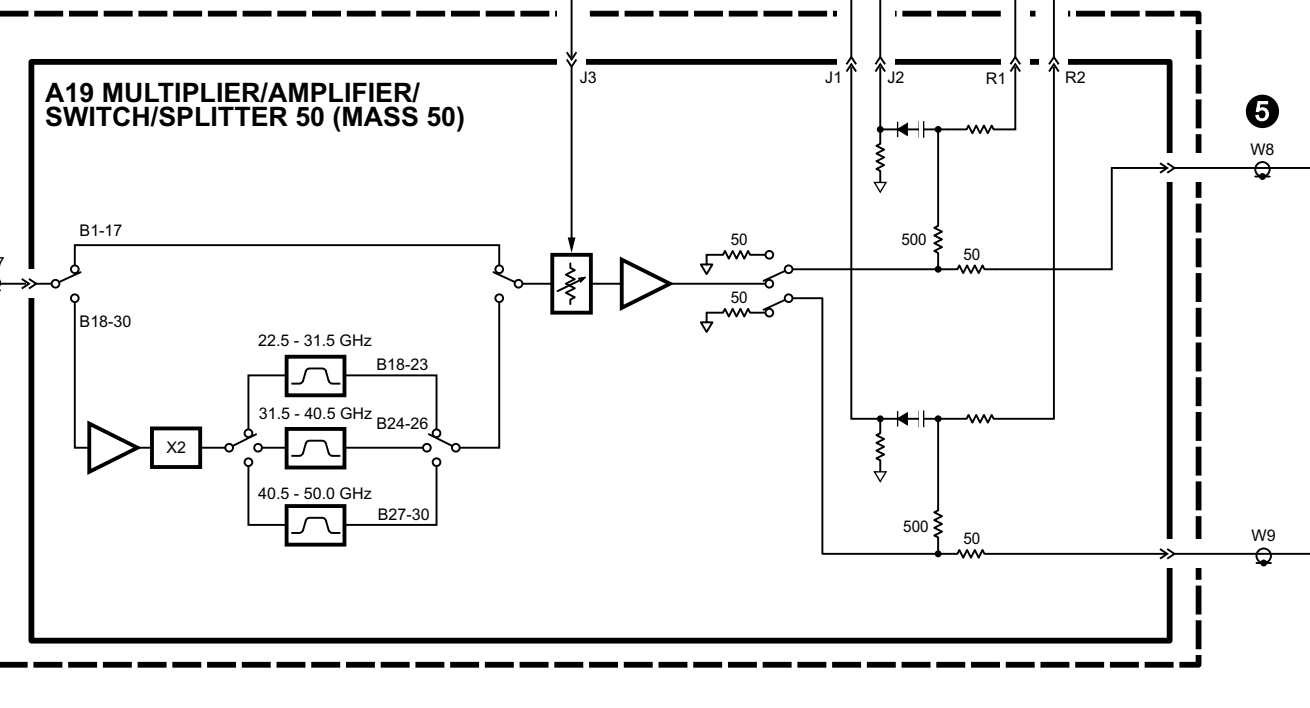 J3
J1
J2
R1
R2
A19 MULTIPLIER/AMPLIFIER/
SWITCH/SPLITTER 50 (MASS 50)
5
W8
B1-17
500
50
50
50
B18-30
22.5 - 31.5 GHz
B18-23
31.5 - 40.5 GHz
B24-26
X2
40.5 - 50.0 GHz
B27-30
500
50
W9